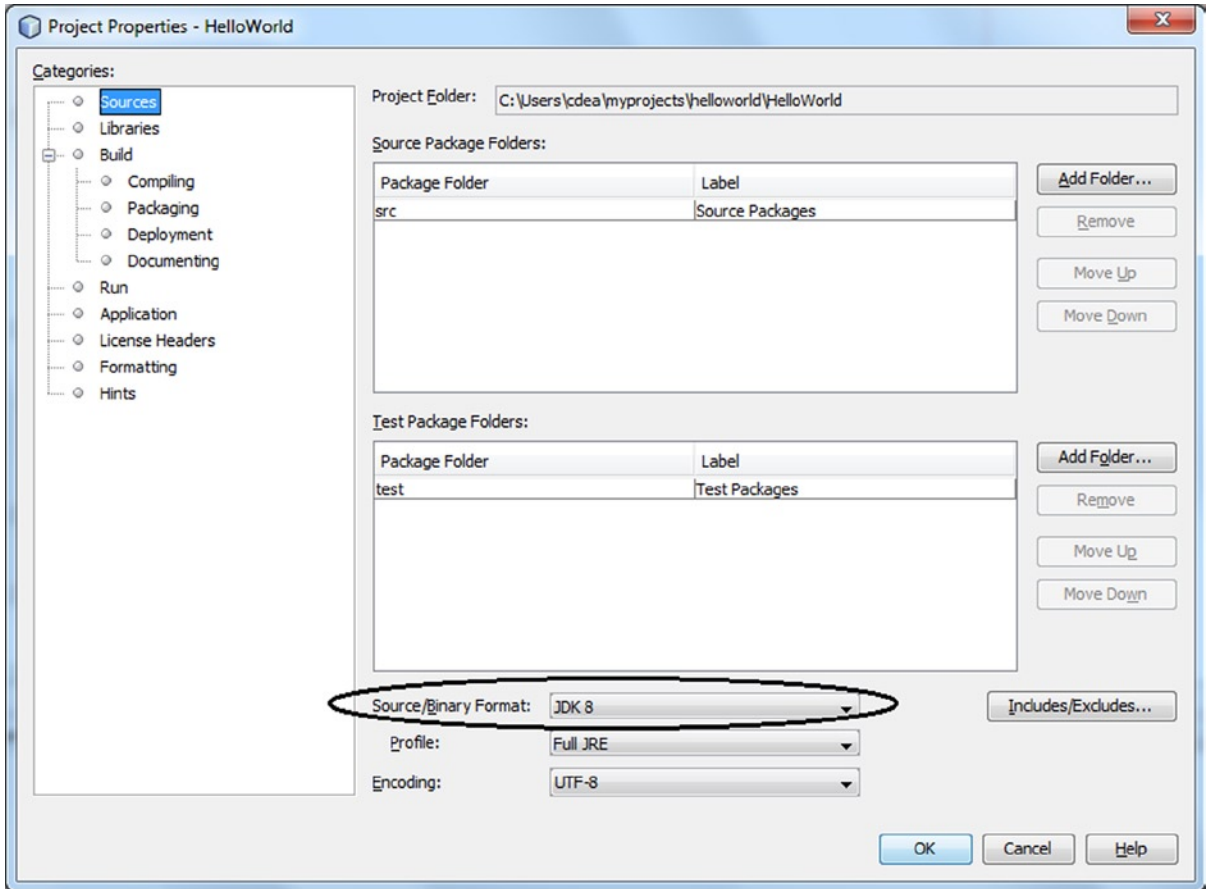 Project Properties - HelloWorld
Categories:
Sources
Libraries
Build
Compiling
Packaging
Deployment
Documenting
Run
Application
License Headers
Formatting
Hints
Project Folder: C:\Users\cdea\myprojects\helloworld\HelloWorld
Source Package Folders:
Package Folder Label
src Source Packages
Add Folder...
Remove
Move Up
Move Down
Test Package Folders:
Package Folder Label
test Test Packages
Add Folder...
Remove
Move Up
Move Down
Source/Binary Format: JDK 8
Includes/Excludes...
Profile: Full JRE
Encoding: UTF-8
OK Cancel Help